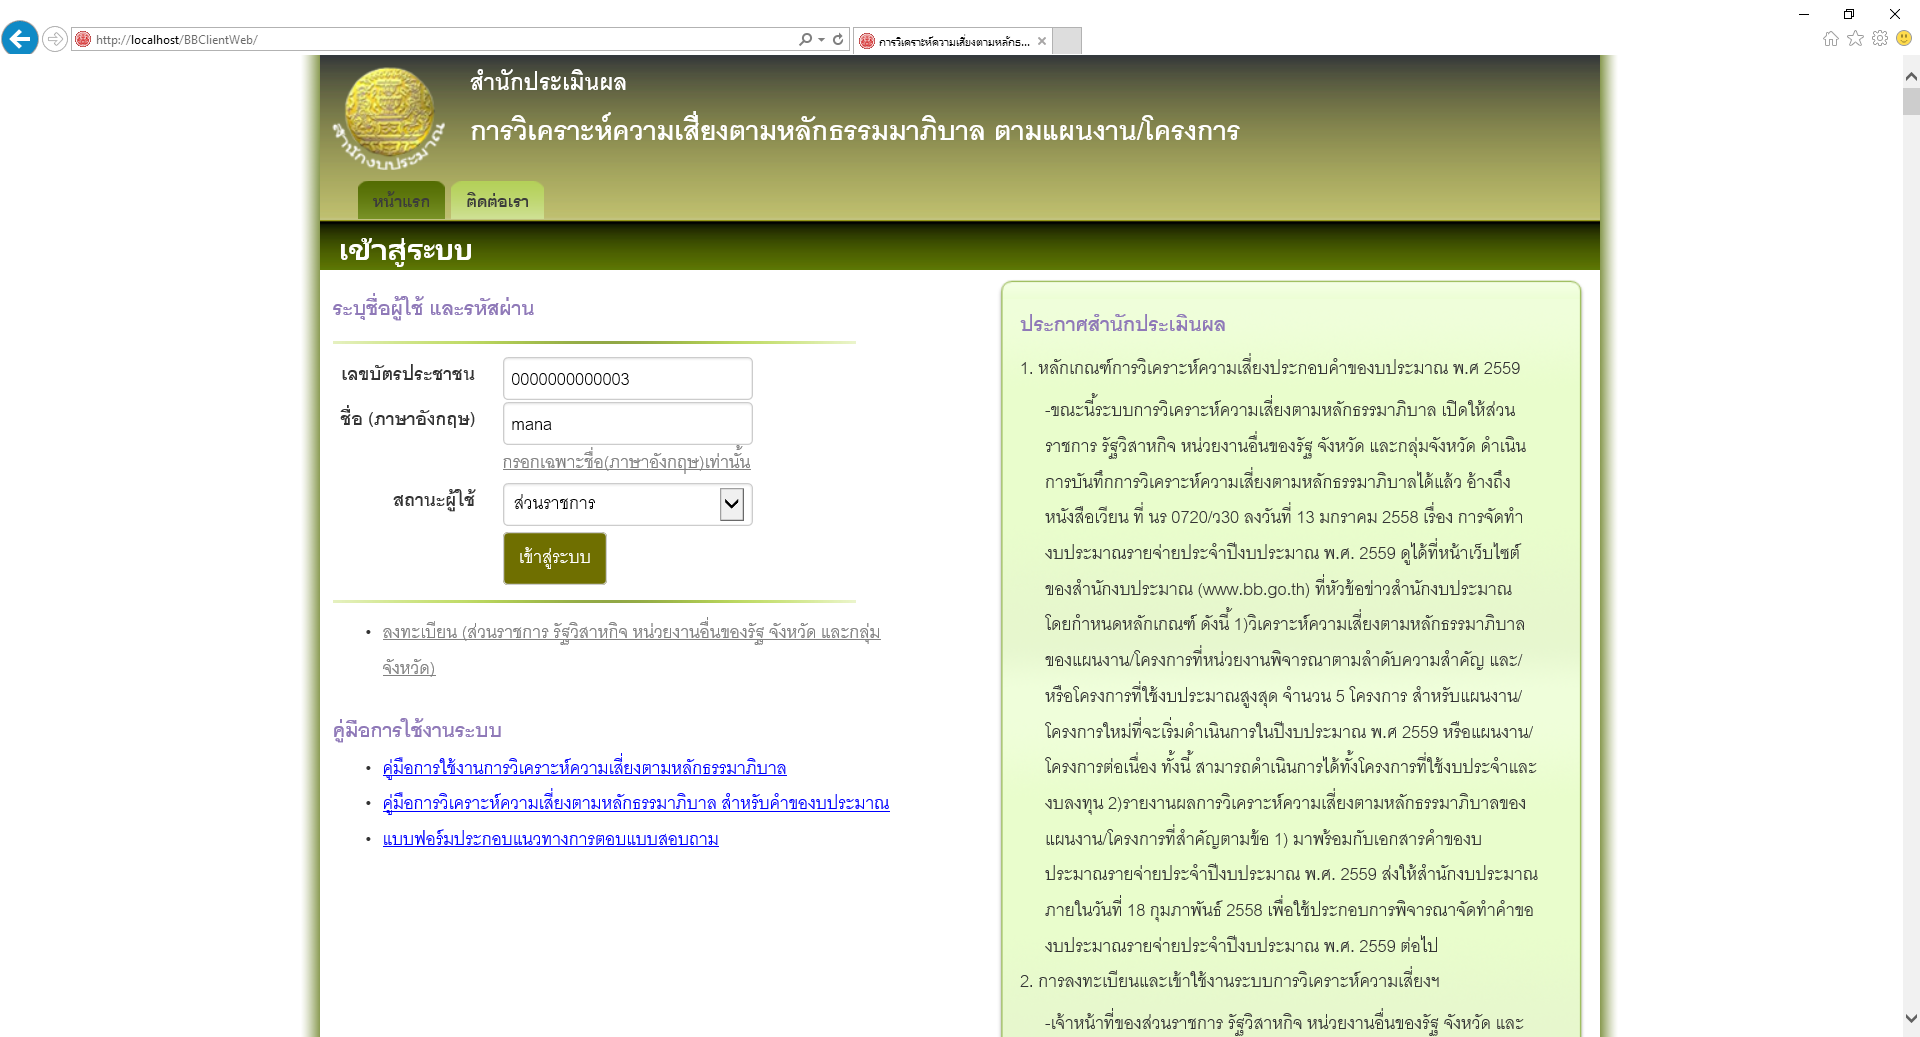 http://localhost/BBClientWeb/
การวิเคราะห์ความเสี่ยงตามหลักธร...
สำนักงบประมาณ
สำนักประเมินผล
การวิเคราะห์ความเสี่ยงตามหลักธรรมมาภิบาล ตามแผนงาน/โครงการ
หน้าแรก
ติดต่อเรา
เข้าสู่ระบบ
ระบุชื่อผู้ใช้ และรหัสผ่าน
เลขบัตรประชาชน
0000000000003
ชื่อ (ภาษาอังกฤษ)
mana
กรอกเฉพาะชื่อ(ภาษาอังกฤษ)เท่านั้น
สถานะผู้ใช้
ส่วนราชการ
เข้าสู่ระบบ
• ลงทะเบียน (ส่วนราชการ รัฐวิสาหกิจ หน่วยงานอื่นของรัฐ จังหวัด และกลุ่ม
จังหวัด)
คู่มือการใช้งานระบบ
• คู่มือการใช้งานการวิเคราะห์ความเสี่ยงตามหลักธรรมาภิบาล
• คู่มือการวิเคราะห์ความเสี่ยงตามหลักธรรมาภิบาล สำหรับคำของบประมาณ
• แบบฟอร์มประกอบแนวทางการตอบแบบสอบถาม
ประกาศสำนักประเมินผล
1. หลักเกณฑ์การวิเคราะห์ความเสี่ยงประกอบคำของบประมาณ พ.ศ 2559
-ขณะนี้ระบบการวิเคราะห์ความเสี่ยงตามหลักธรรมาภิบาล เปิดให้ส่วน
ราชการ รัฐวิสาหกิจ หน่วยงานอื่นของรัฐ จังหวัด และกลุ่มจังหวัด ดำเนิน
การบันทึกการวิเคราะห์ความเสี่ยงตามหลักธรรมาภิบาลได้แล้ว อ้างถึง
หนังสือเวียน ที่ นร 0720/ว30 ลงวันที่ 13 มกราคม 2558 เรื่อง การจัดทำ
งบประมาณรายจ่ายประจำปีงบประมาณ พ.ศ. 2559 ดูได้ที่หน้าเว็บไซต์
ของสำนักงบประมาณ (www.bb.go.th) ที่หัวข้อข่าวสำนักงบประมาณ
โดยกำหนดหลักเกณฑ์ ดังนี้ 1)วิเคราะห์ความเสี่ยงตามหลักธรรมาภิบาล
ของแผนงาน/โครงการที่หน่วยงานพิจารณาตามลำดับความสำคัญ และ/
หรือโครงการที่ใช้งบประมาณสูงสุด จำนวน 5 โครงการ สำหรับแผนงาน/
โครงการใหม่ที่จะเริ่มดำเนินการในปีงบประมาณ พ.ศ 2559 หรือแผนงาน/
โครงการต่อเนื่อง ทั้งนี้ สามารถดำเนินการได้ทั้งโครงการที่ใช้งบประจำและ
งบลงทุน 2)รายงานผลการวิเคราะห์ความเสี่ยงตามหลักธรรมาภิบาลของ
แผนงาน/โครงการที่สำคัญตามข้อ 1) มาพร้อมกับเอกสารคำของบ
ประมาณรายจ่ายประจำปีงบประมาณ พ.ศ. 2559 ส่งให้สำนักงบประมาณ
ภายในวันที่ 18 กุมภาพันธ์ 2558 เพื่อใช้ประกอบการพิจารณาจัดทำคำขอ
งบประมาณรายจ่ายประจำปีงบประมาณ พ.ศ. 2559 ต่อไป
2. การลงทะเบียนและเข้าใช้งานระบบการวิเคราะห์ความเสี่ยงฯ
-เจ้าหน้าที่ของส่วนราชการ รัฐวิสาหกิจ หน่วยงานอื่นของรัฐ จังหวัด และ